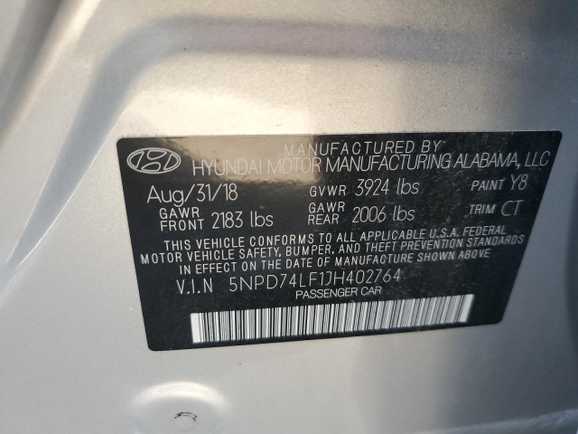 MANUFACTURED BY
HYUNDAI MOTOR MANUFACTURING ALABAMA, LLC
Aug/31/18 GVWR 3924 lbs PAINT Y8
GAWR FRONT 2183 lbs GAWR REAR 2006 lbs TRIM CT
THIS VEHICLE CONFORMS TO ALL APPLICABLE U.S.A. FEDERAL
MOTOR VEHICLE SAFETY, BUMPER, AND THEFT PREVENTION STANDARDS
IN EFFECT ON THE DATE OF MANUFACTURE SHOWN ABOVE
V.I.N 5NPD74LF1JH402764
PASSENGER CAR